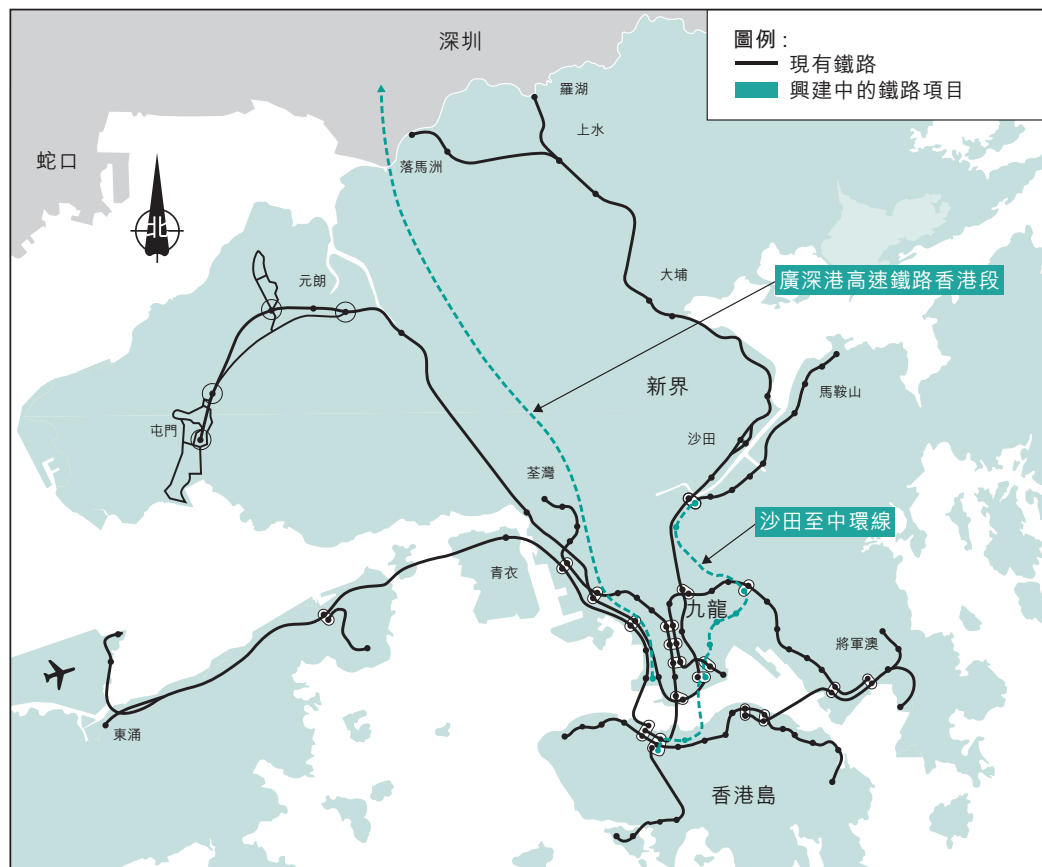 圖例：
現有鐵路
興建中的鐵路項目
深圳
羅湖
上水
蛇口
落馬洲
元朗
大埔
廣深港高速鐵路香港段
新界
馬鞍山
屯門
沙田
荃灣
沙田至中環線
青衣
九龍
將軍澳
東涌
香港島